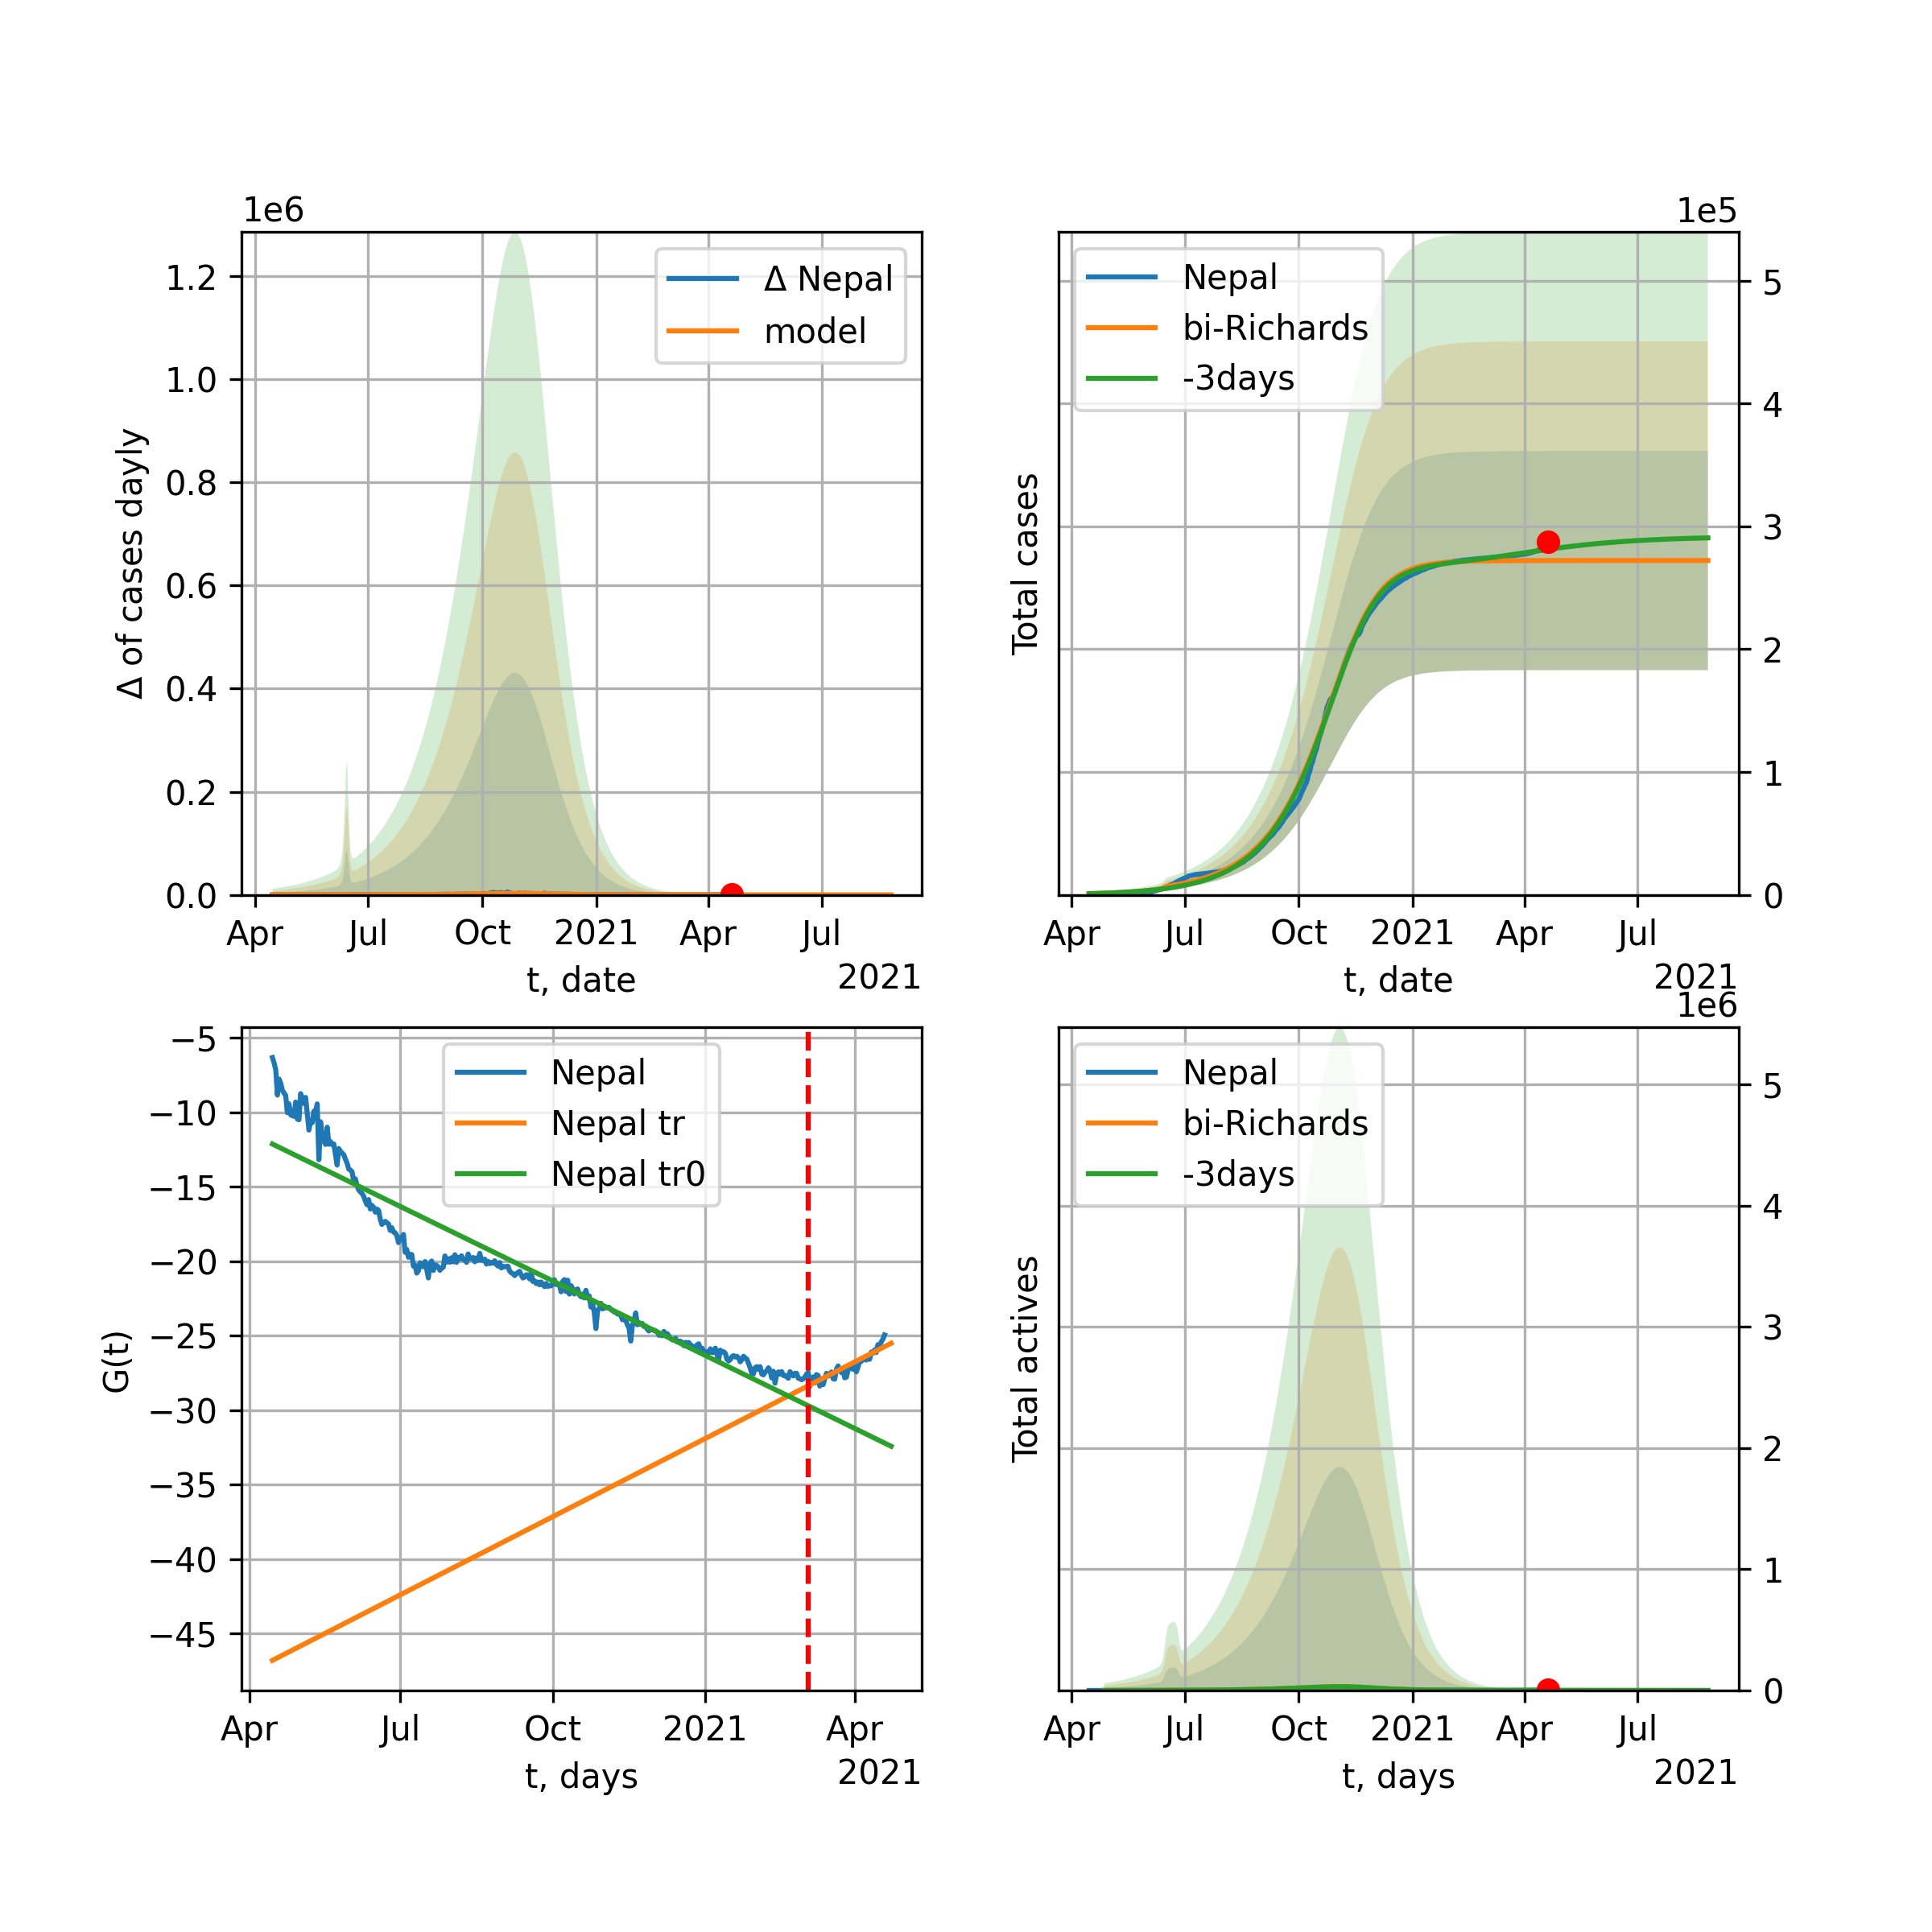 1e6
Δ Nepal
model
1.2
1.0
0.8
0.6
0.4
0.2
0.0
Δ of cases dayly
Apr Jul Oct 2021 Apr Jul
t, date
2021
1e5
Nepal
bi-Richards
-3days
5
4
3
2
1
0
Total cases
Apr Jul Oct 2021 Apr Jul
t, date
2021
Nepal
Nepal tr
Nepal tr0
−5
−10
−15
−20
−25
−30
−35
−40
−45
G(t)
Apr Jul Oct 2021 Apr
t, days
2021
1e6
Nepal
bi-Richards
-3days
5
4
3
2
1
0
Total actives
Apr Jul Oct 2021 Apr Jul
t, days
2021